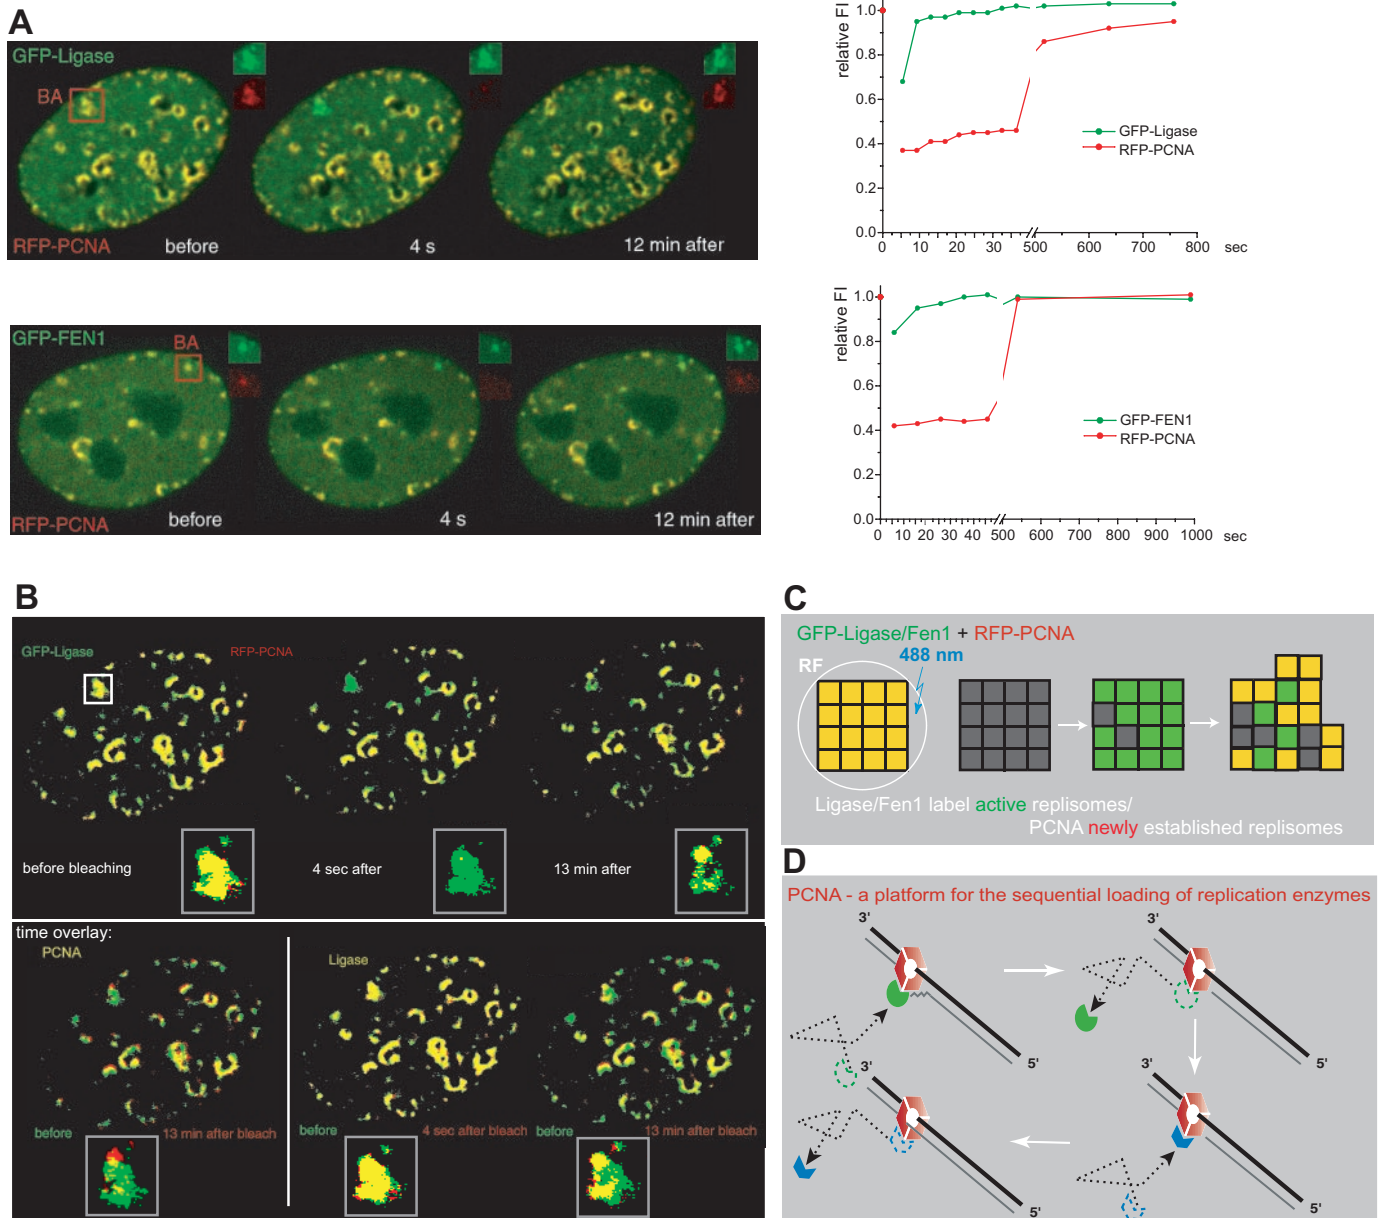 A
GFP-Ligase
BA
RFP-PCNA
before
4 s
12 min after
relative FI
1.0
0.8
0.6
0.4
0.2
0.0
GFP-Ligase
RFP-PCNA
0 10 20 30 40 500 600 700 800 sec
GFP-FEN1
BA
RFP-PCNA
before
4 s
12 min after
relative FI
1.0
0.8
0.6
0.4
0.2
0.0
GFP-FEN1
RFP-PCNA
0 10 20 30 40 500 600 700 800 900 1000 sec
B
GFP-Ligase
RFP-PCNA
before bleaching
4 sec after
13 min after
time overlay:
PCNA
Ligase
before
13 min after bleach
before
4 sec after bleach
before
13 min after bleach
C
GFP-Ligase/Fen1 + RFP-PCNA
488 nm
RF
Ligase/Fen1 label active replisomes/
PCNA newly established replisomes
D
PCNA - a platform for the sequential loading of replication enzymes
3'
3'
5'
5'
3'
3'
5'
5'